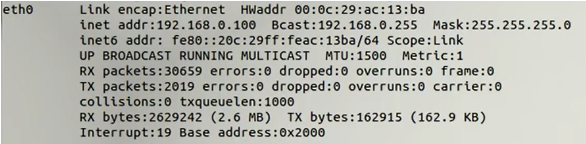 eth0 Link encap:Ethernet HWaddr 00:0c:29:ac:13:ba
inet addr:192.168.0.100 Bcast:192.168.0.255 Mask:255.255.255.0
inet6 addr: fe80::20c:29ff:feac:13ba/64 Scope:Link
UP BROADCAST RUNNING MULTICAST MTU:1500 Metric:1
RX packets:30659 errors:0 dropped:0 overruns:0 frame:0
TX packets:2019 errors:0 dropped:0 overruns:0 carrier:0
collisions:0 txqueuelen:1000
RX bytes:2629242 (2.6 MB) TX bytes:162915 (162.9 KB)
Interrupt:19 Base address:0x2000